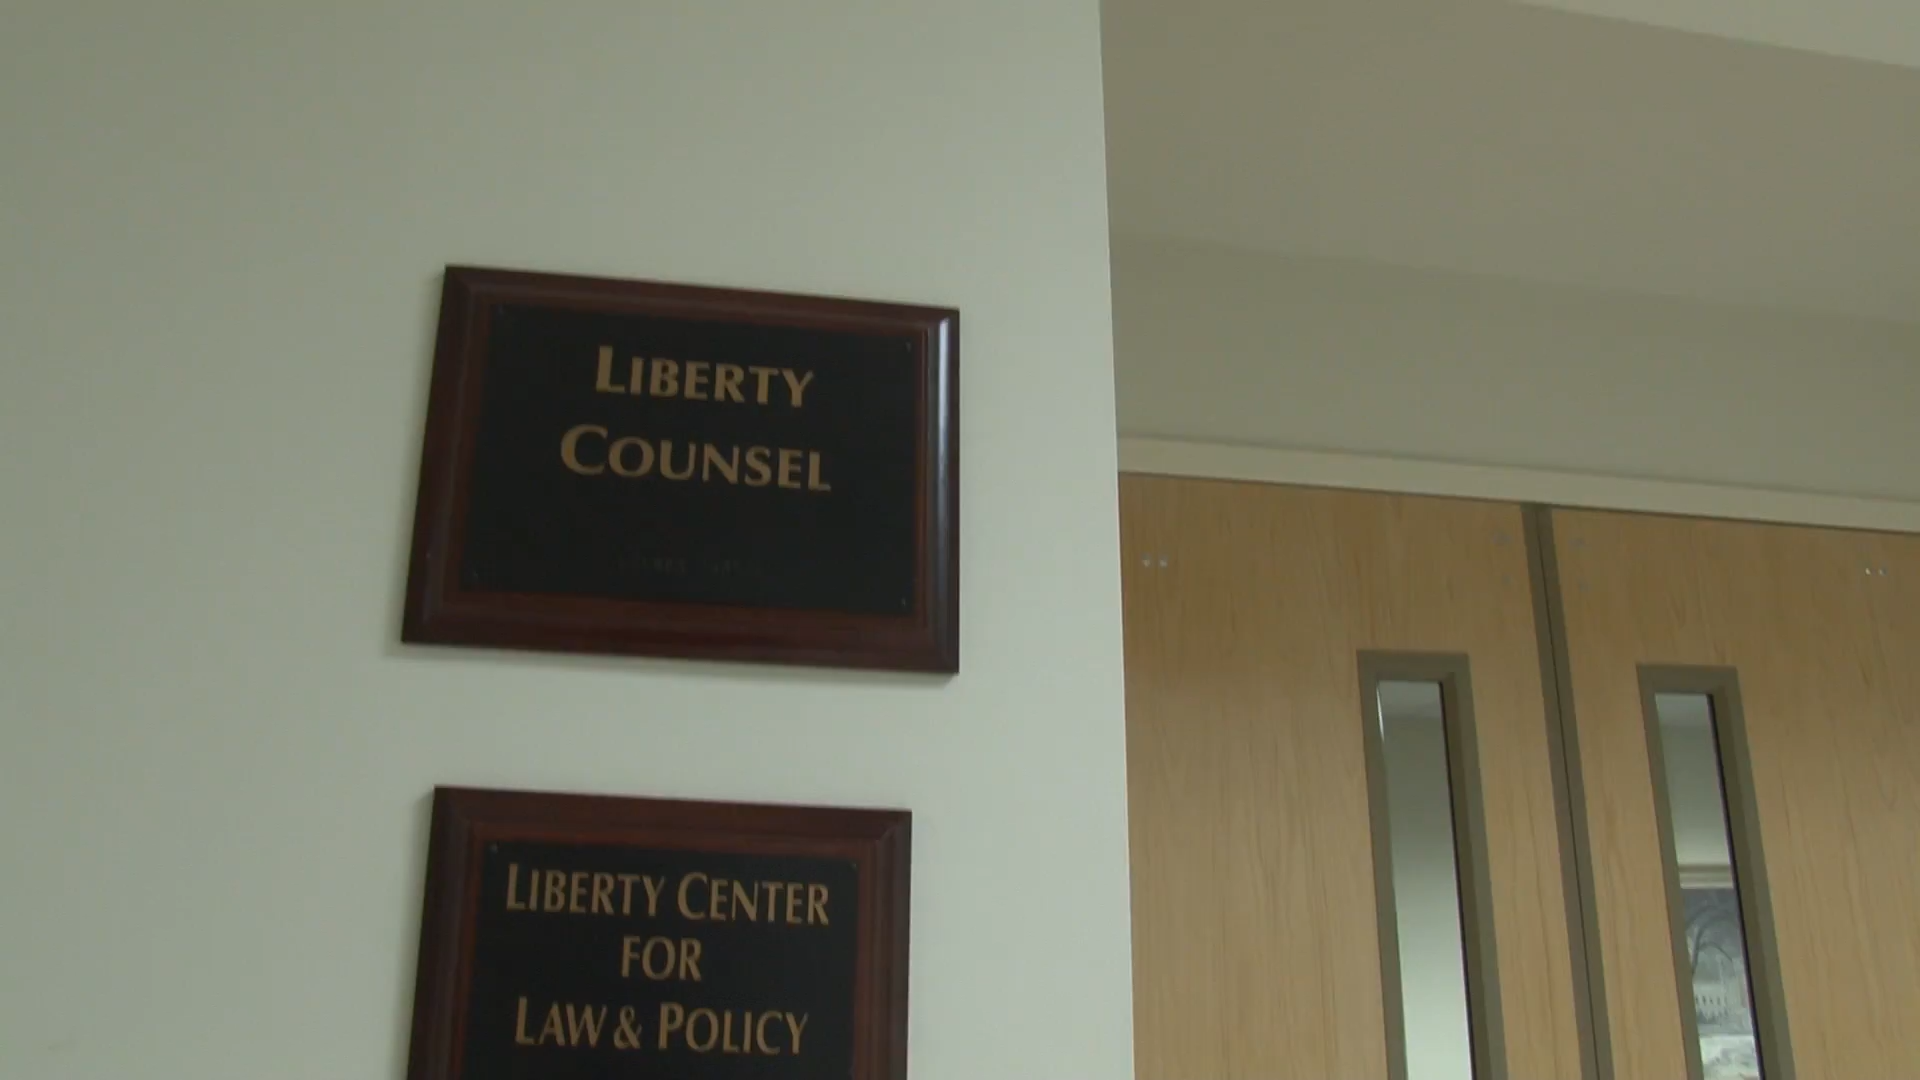 LIBERTY
COUNSEL
LIBERTY CENTER
FOR
LAW & POLICY